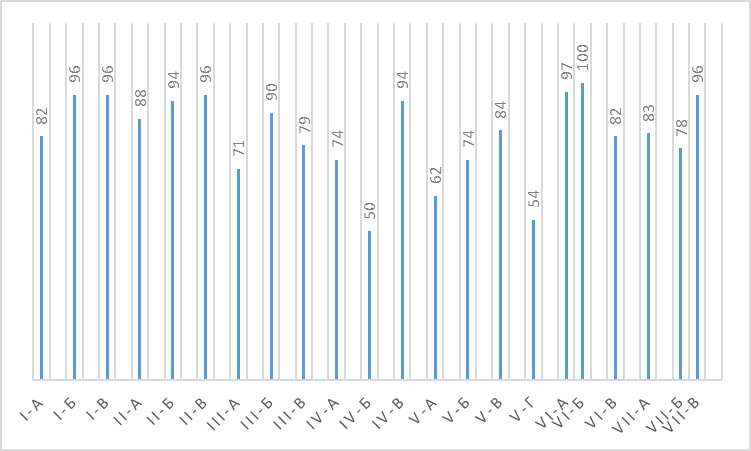 82
96
96
88
94
96
71
90
79
74
50
94
62
74
84
54
97
100
82
83
78
96
I-А
I-Б
I-В
II-А
II-Б
II-В
III-А
III-Б
III-В
IV-А
IV-Б
IV-В
V-А
V-Б
V-В
V-Г
VI-А
VI-Б
VI-В
VII-А
VII-Б
VII-В